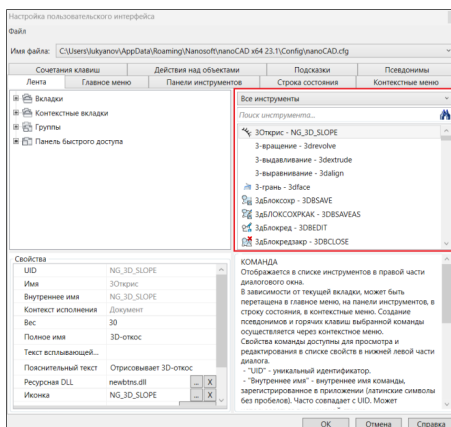 Настройка пользовательского интерфейса
Файл
Имя файла: C:\Users\lukyanov\AppData\Roaming\Nanosoft\nanoCAD x64 23.1\Config\nanoCAD.cfg
Сочетания клавиш Действия над объектами Подсказки Псевдонимы
Лента Главное меню Панели инструментов Строка состояния Контекстные меню
Вкладки
Контекстные вкладки
Группы
Панель быстрого доступа
Все инструменты
Поиск инструмента...
3Открис - NG_3D_SLOPE
3-вращение - 3drevolve
3-выдавливание - 3dextrude
3-выравнивание - 3dalign
3-грань - 3dface
3дБлоксохр - 3DBSAVE
3дБЛОКСОХРКАК - 3DBSAVEAS
3дБлокред - 3DBEDIT
3дБлокредзакр - 3DBCLOSE
Свойства
UID NG_3D_SLOPE
Имя 3Открис
Внутреннее имя NG_3D_SLOPE
Контекст исполнения Документ
Вес 30
Полное имя 3D-откос
Текст всплывающей...
Пояснительный текст Отрисовывает 3D-откос
Ресурсная DLL newbtns.dll ... X
Иконка NG_3D_SLOPE ... X
КОМАНДА
Отображается в списке инструментов в правой части
диалогового окна.
В зависимости от текущей вкладки, может быть
перетащена в главное меню, на панели инструментов, в
строку состояния, в контекстные меню. Создание
псевдонимов и горячих клавиш выбранной команды
осуществляется через контекстное меню.
Свойства команды доступны для просмотра и
редактирования в списке свойств в нижней левой части
диалога.
- "UID" - уникальный идентификатор.
- "Внутреннее имя" - внутреннее имя команды,
зарегистрированное в приложении (латинские символы
без пробелов). Часто совпадает с UID. Может
ОК Отмена Справка